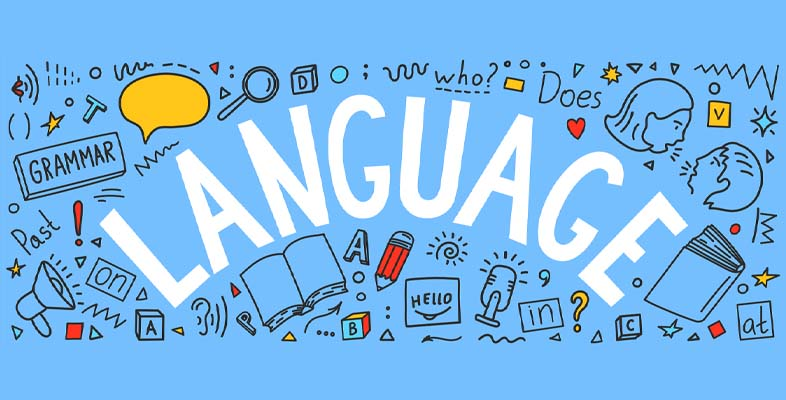 who?
D
Does
T
V
GRAMMAR
LANGUAGE
Past
!
on
A
A
HELLO
in
?
at
P
B
C